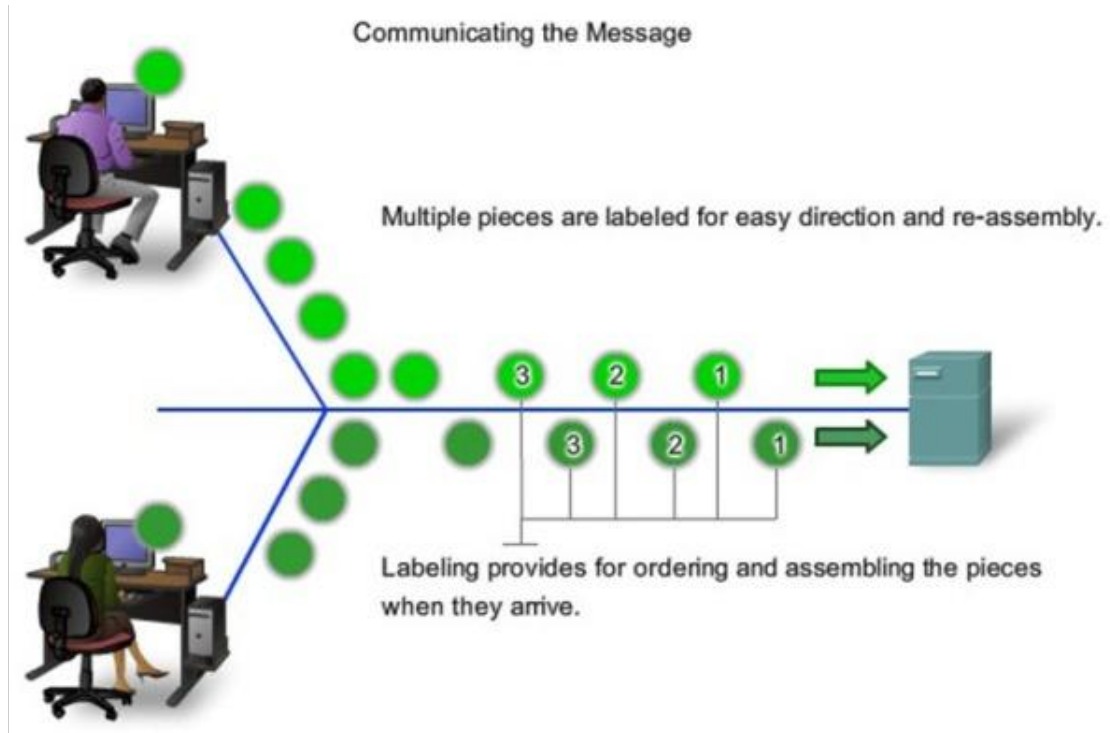 Communicating the Message
Multiple pieces are labeled for easy direction and re-assembly.
3 2 1
3 2 1
Labeling provides for ordering and assembling the pieces
when they arrive.